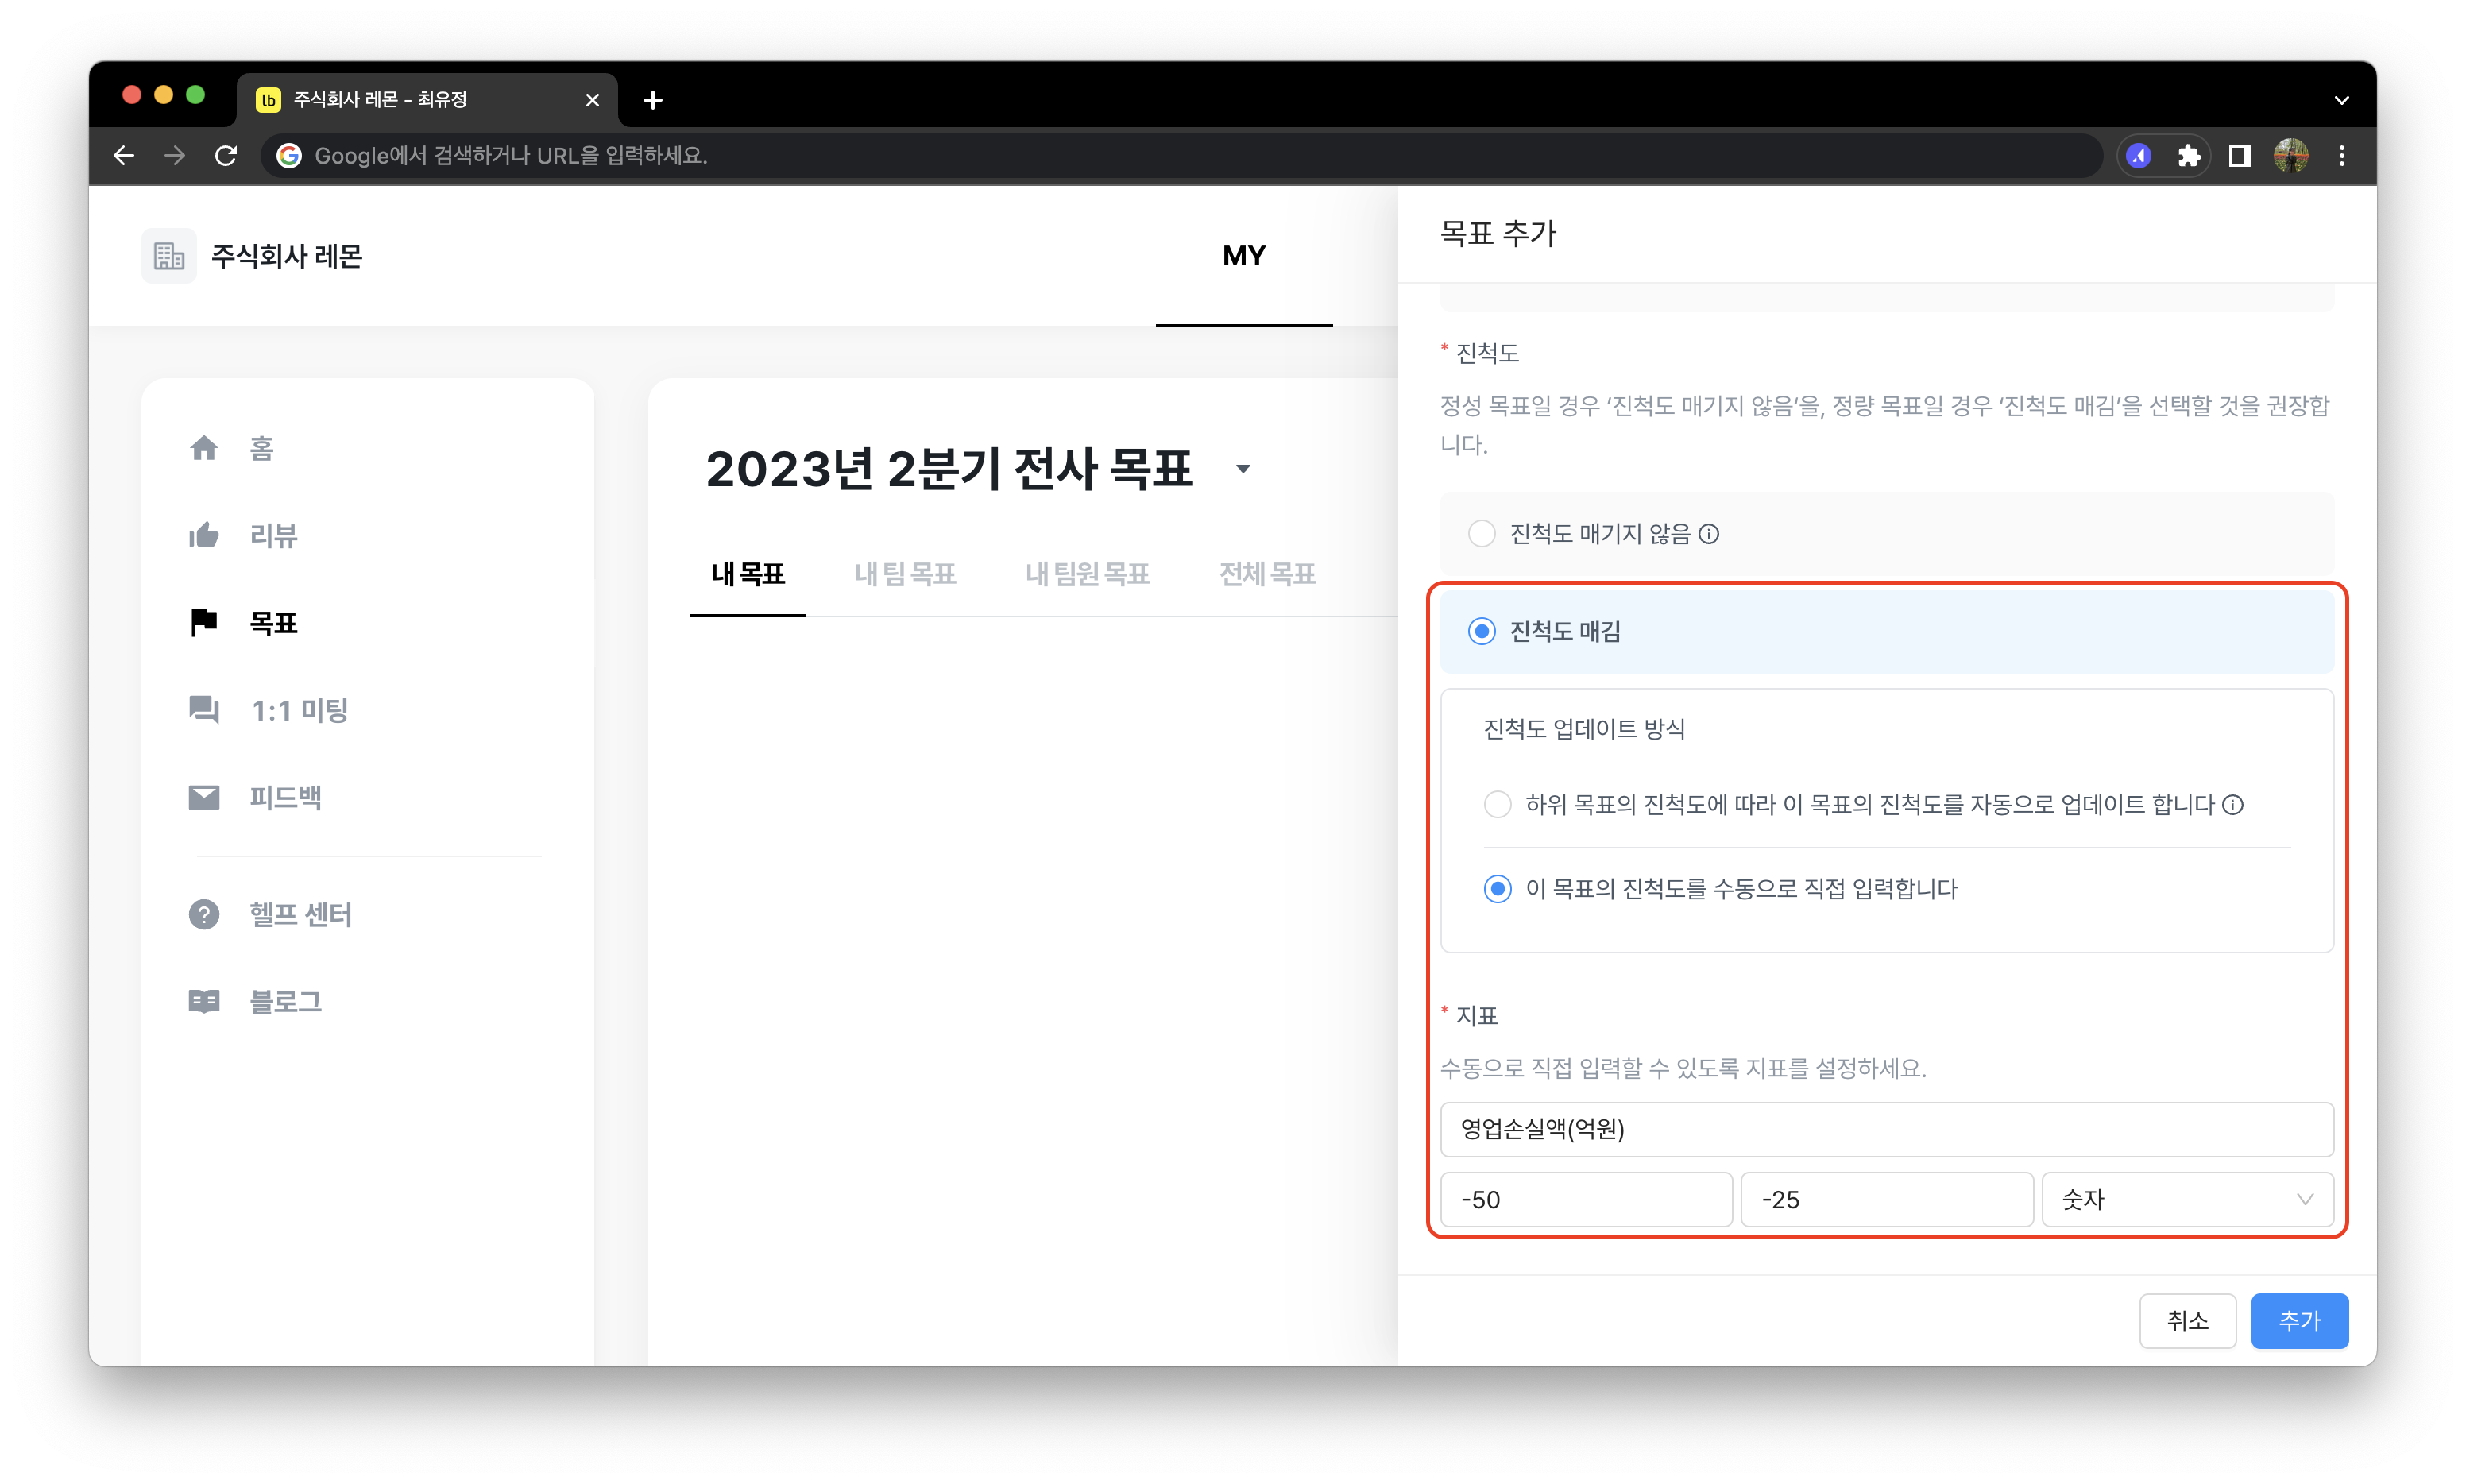 lb 주식회사 레몬 - 최유정
Google에서 검색하거나 URL을 입력하세요.
주식회사 레몬
MY
홈
리뷰
목표
1:1 미팅
피드백
헬프 센터
블로그
2023년 2분기 전사 목표
내 목표 내 팀 목표 내 팀원 목표 전체 목표
목표 추가
* 진척도
정성 목표일 경우 ‘진척도 매기지 않음‘을, 정량 목표일 경우 ‘진척도 매김’을 선택할 것을 권장합
니다.
진척도 매기지 않음
진척도 매김
진척도 업데이트 방식
하위 목표의 진척도에 따라 이 목표의 진척도를 자동으로 업데이트 합니다
이 목표의 진척도를 수동으로 직접 입력합니다
* 지표
수동으로 직접 입력할 수 있도록 지표를 설정하세요.
영업손실액(억원)
-50 -25 숫자
취소 추가